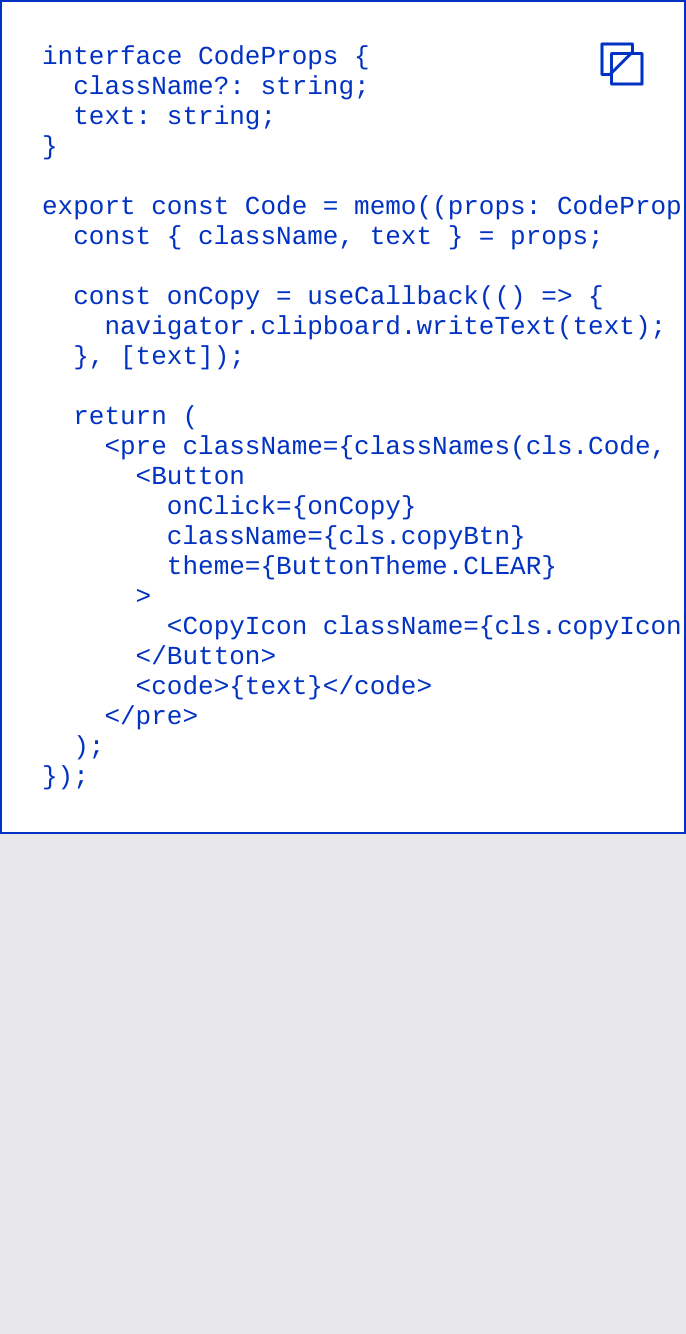 interface CodeProps {
  className?: string;
  text: string;
}

export const Code = memo((props: CodeProp
  const { className, text } = props;

  const onCopy = useCallback(() => {
    navigator.clipboard.writeText(text);
  }, [text]);

  return (
    <pre className={classNames(cls.Code,
      <Button
        onClick={onCopy}
        className={cls.copyBtn}
        theme={ButtonTheme.CLEAR}
      >
        <CopyIcon className={cls.copyIcon
      </Button>
      <code>{text}</code>
    </pre>
  );
});